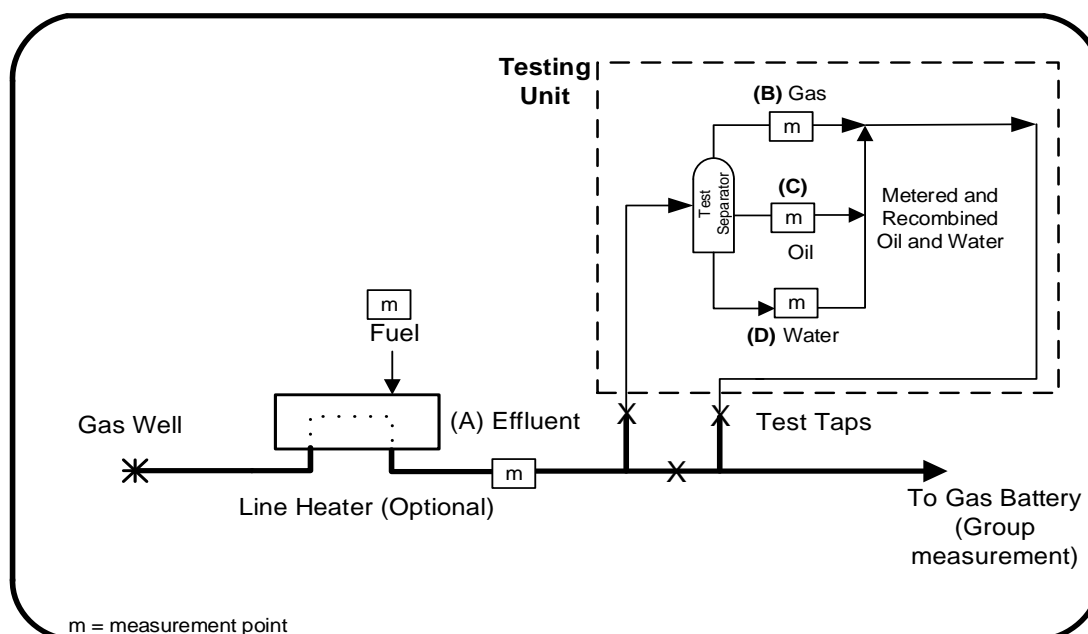 Testing
Unit
(B) Gas
m
Test
Separator
(C)
m
Oil
Metered and
Recombined
Oil and Water
m
(D) Water
m
Fuel
Gas Well
(A) Effluent
Test Taps
m
Line Heater (Optional)
To Gas Battery
(Group
measurement)
m = measurement point